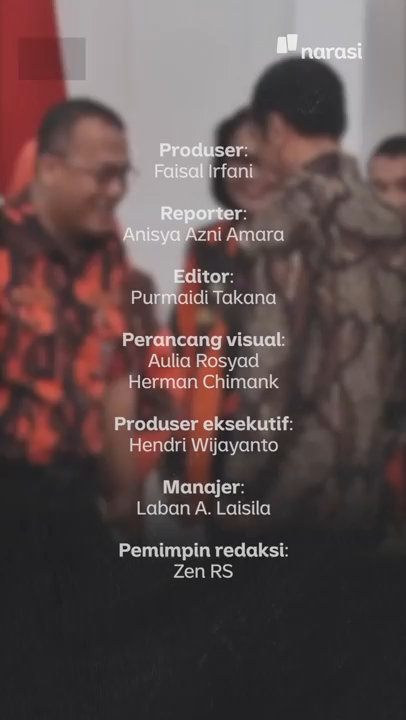 narasi
Produser:
Faisal Irfani
Reporter:
Anisya Azni Amara
Editor:
Purmaidi Takana
Perancang visual:
Aulia Rosyad
Herman Chimank
Produser eksekutif:
Hendri Wijayanto
Manajer:
Laban A. Laisila
Pemimpin redaksi:
Zen RS